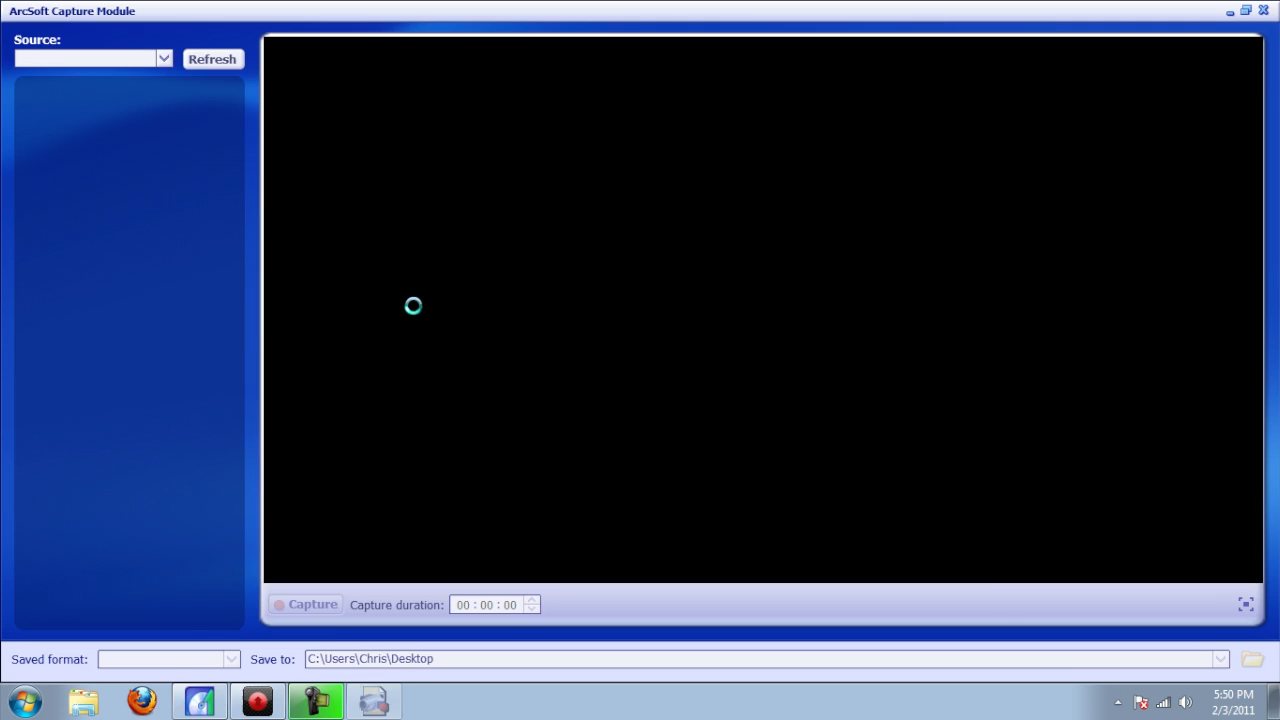 ArcSoft Capture Module
Source:
Refresh
Capture
Capture duration:
00 : 00 : 00
Saved format:
Save to:
C:\Users\Chris\Desktop
5:50 PM
2/3/2011